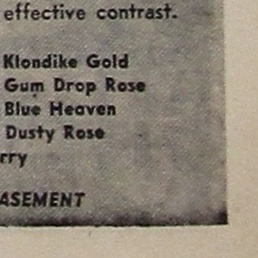 effective contrast.
Klondike Gold
Gum Drop Rose
Blue Heaven
Dusty Rose
rry
ASEMENT